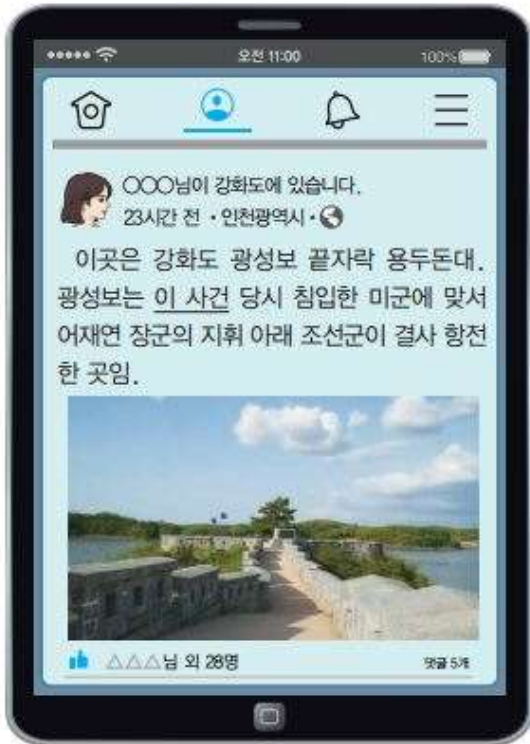 오전 11:00
100%
○○○님이 강화도에 있습니다.
23시간 전 • 인천광역시 •
이곳은 강화도 광성보 끝자락 용두돈대.
광성보는 이 사건 당시 침입한 미군에 맞서
어재연 장군의 지휘 아래 조선군이 결사 항전
한 곳임.
△△△님 외 28명
댓글 5개